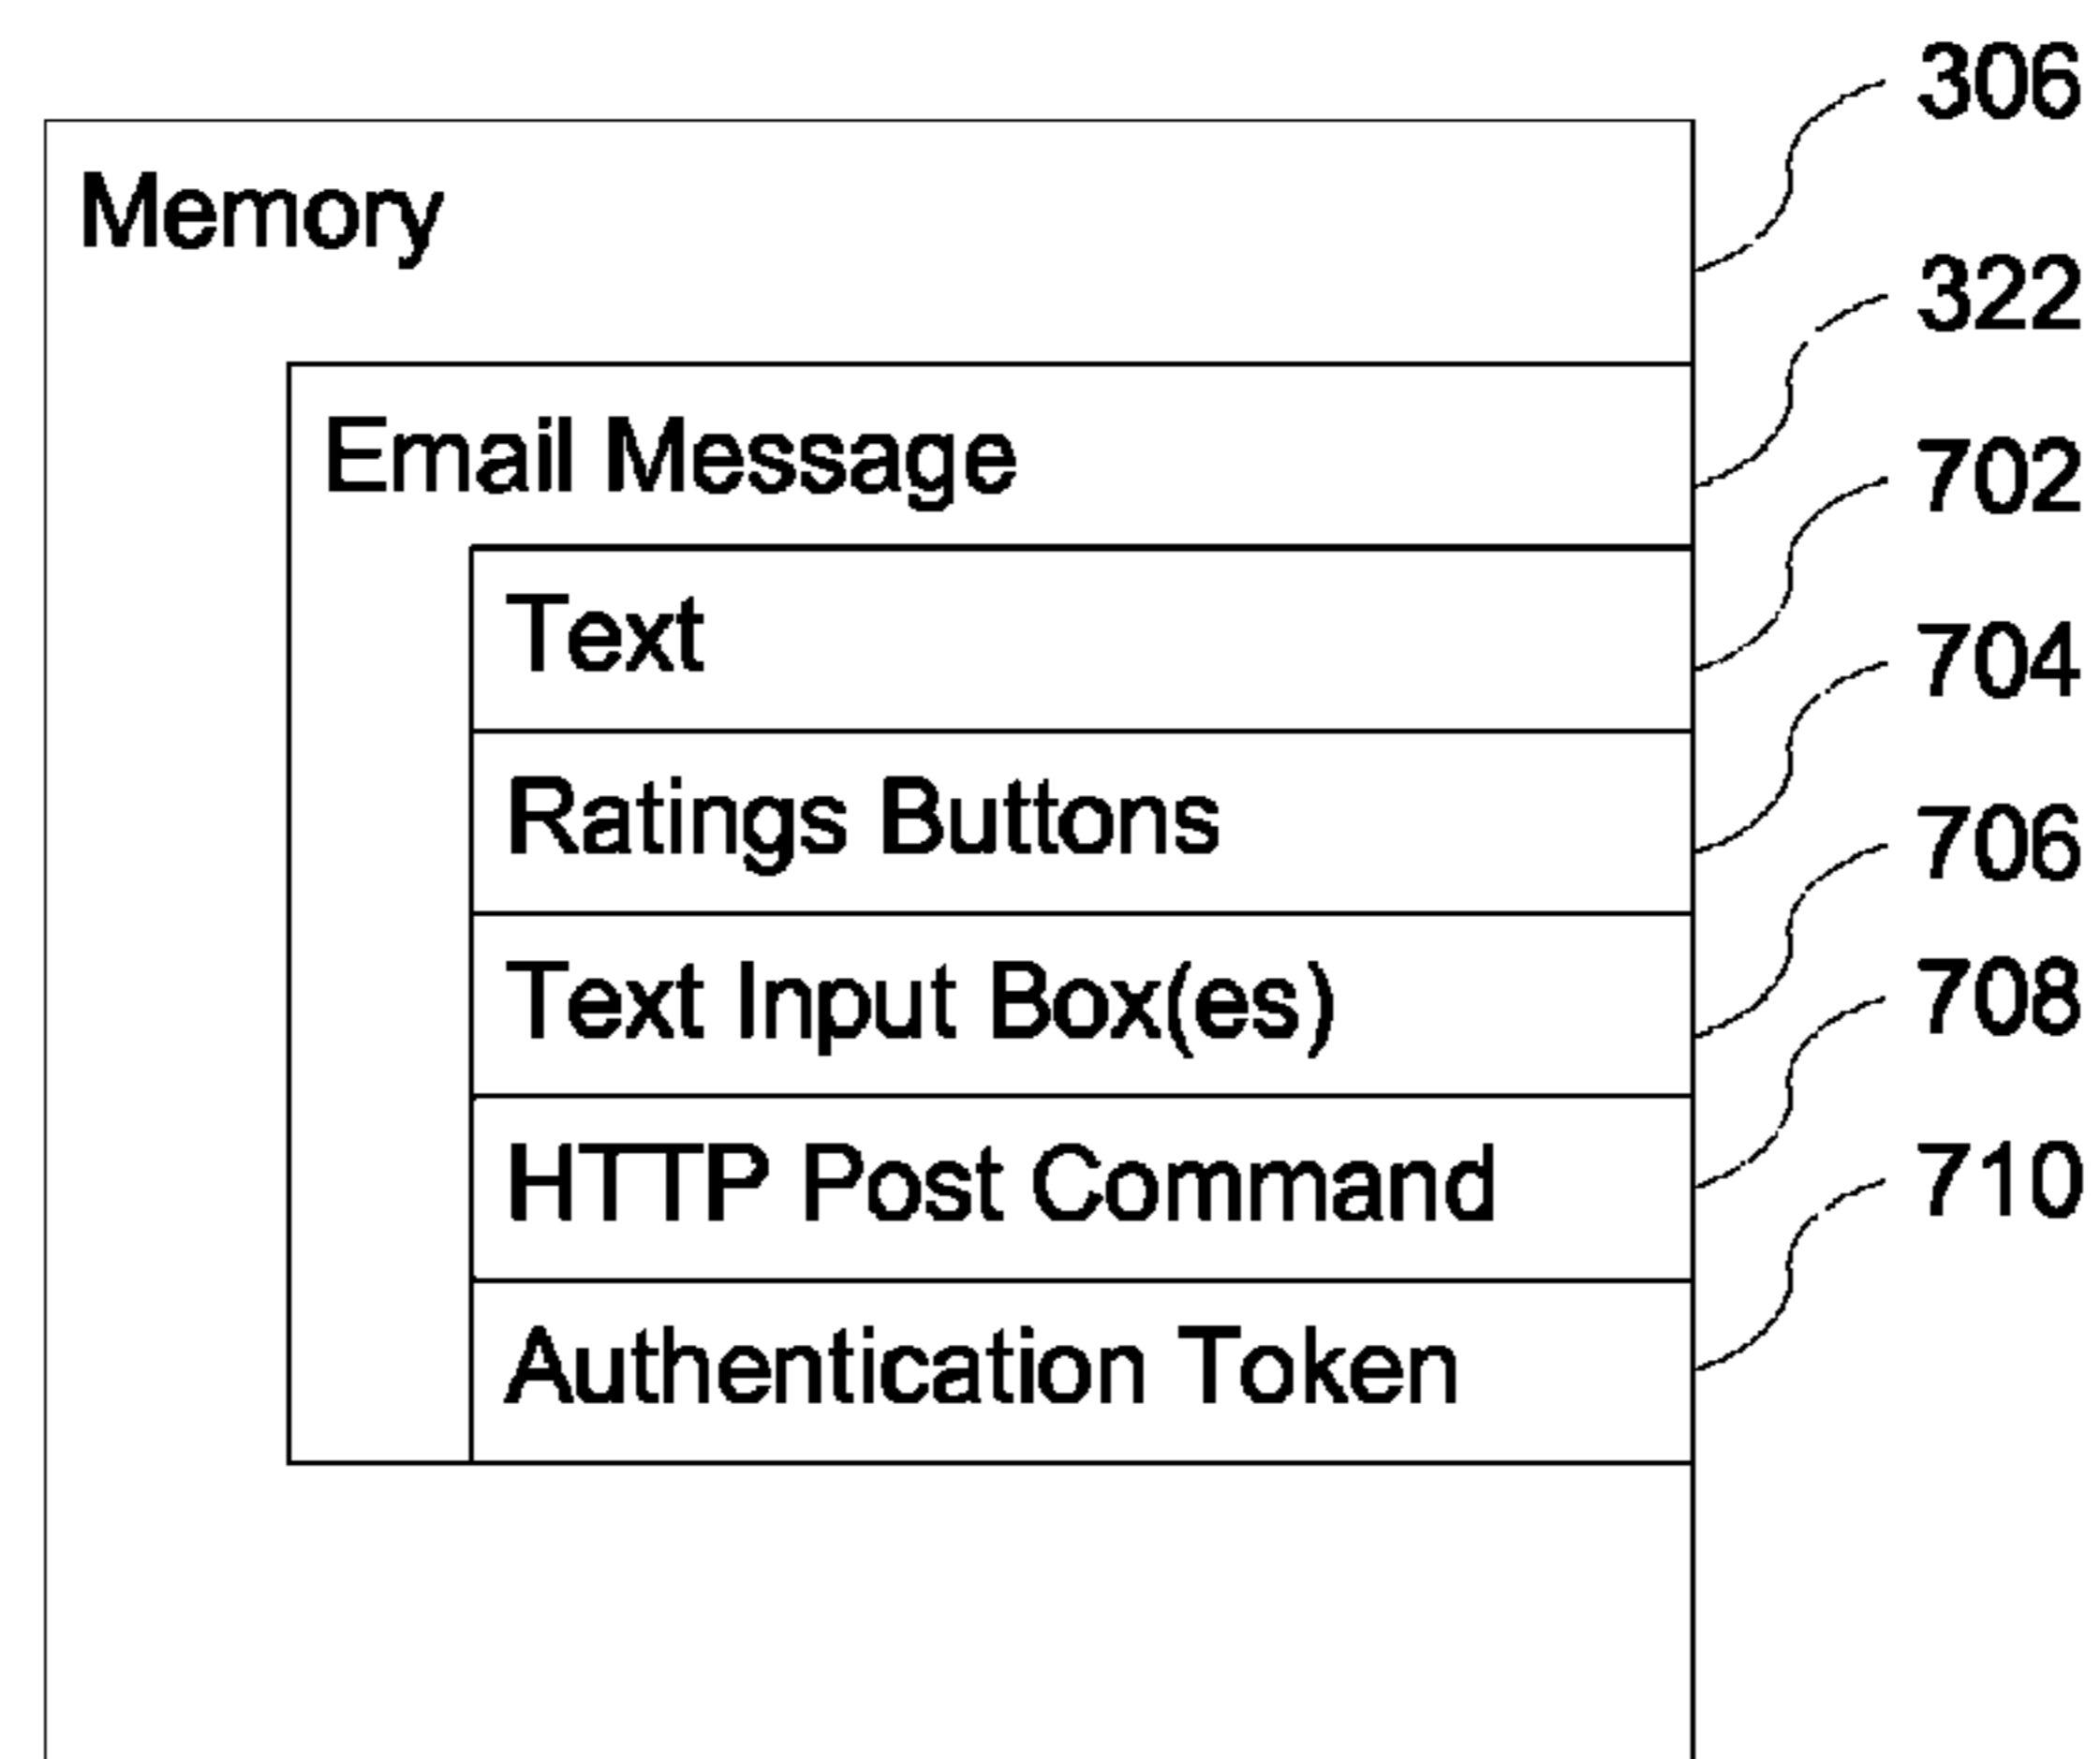 306
Memory
322
Email Message
702
Text
704
Ratings Buttons
706
Text Input Box(es)
708
HTTP Post Command
710
Authentication Token